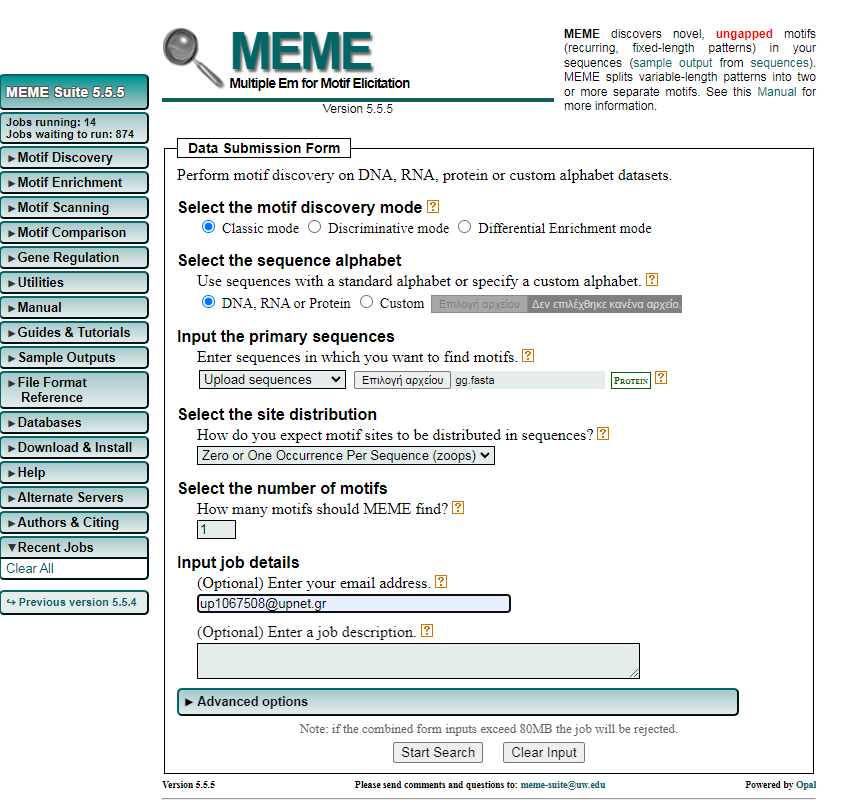 MEME
Multiple Em for Motif Elicitation
Version 5.5.5
MEME discovers novel, ungapped motifs
(recurring, fixed-length patterns) in your
sequences (sample output from sequences).
MEME splits variable-length patterns into two
or more separate motifs. See this Manual for
more information.
MEME Suite 5.5.5
Jobs running: 14
Jobs waiting to run: 874
►Motif Discovery
►Motif Enrichment
►Motif Scanning
►Motif Comparison
►Gene Regulation
►Utilities
►Manual
►Guides & Tutorials
►Sample Outputs
►File Format
Reference
►Databases
►Download & Install
►Help
►Alternate Servers
►Authors & Citing
▼Recent Jobs
Clear All
↪ Previous version 5.5.4
Data Submission Form
Perform motif discovery on DNA, RNA, protein or custom alphabet datasets.
Select the motif discovery mode ?
Classic mode Discriminative mode Differential Enrichment mode
Select the sequence alphabet
Use sequences with a standard alphabet or specify a custom alphabet. ?
DNA, RNA or Protein Custom Επιλογή αρχείου Δεν επιλέχθηκε κανένα αρχείο.
Input the primary sequences
Enter sequences in which you want to find motifs. ?
Upload sequences Επιλογή αρχείου gg.fasta Protein ?
Select the site distribution
How do you expect motif sites to be distributed in sequences? ?
Zero or One Occurrence Per Sequence (zoops)
Select the number of motifs
How many motifs should MEME find? ?
1
Input job details
(Optional) Enter your email address. ?
up1067508@upnet.gr
(Optional) Enter a job description. ?
► Advanced options
Note: if the combined form inputs exceed 80MB the job will be rejected.
Start Search Clear Input
Version 5.5.5 Please send comments and questions to: meme-suite@uw.edu Powered by Opal